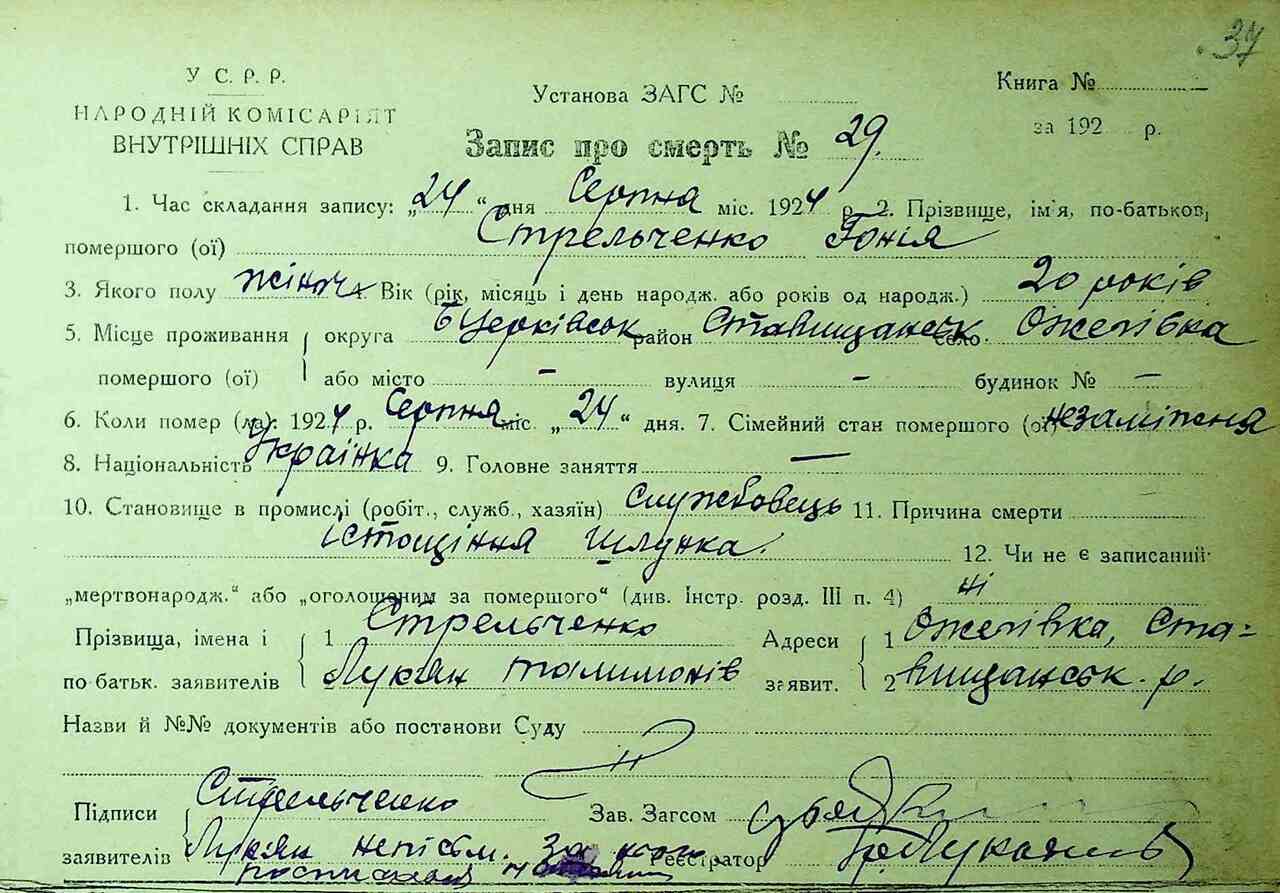 37
У С. Р. Р.
НАРОДНІЙ КОМІСАРІЯТ
ВНУТРІШНІХ СПРАВ
Установа ЗАГС №
Книга №
за 192 р.
Запис про смерть № 29.
1. Час складання запису: „24“ дня Серпня міс. 1924 р. 2. Прізвище, ім'я, по-батьков,
помершого (ої) Стрельченко Гонія
3. Якого полу жіноч 4. Вік (рік, місяць і день народж. або років од народж.) 20 років
5. Місце проживання округа БЦерківськ район Ставищанськ село Ожегівка
помершого (ої) або місто – вулиця – будинок № –
6. Коли помер (ла): 1924 р. Серпня міс. „24“ дня. 7. Сімейний стан помершого (ої) незаміжня
8. Національність Українка 9. Головне заняття —
10. Становище в промислі (робіт., служб., хазяїн) службовець 11. Причина смерти
істощіння шлунка. 12. Чи не є записаний
„мертвонародж.“ або „оголошеним за помершого“ (див. Інстр. розд. III п. 4) ні
Прізвища, імена і 1 Стрельченко Адреси 1 Ожегівка, Ста-
по батьк. заявителів Лукян Талимонів заявит. 2 вищанськ. р.
Назви й №№ документів або постанови Суду
Підписи Стрельченко Зав. Загсом
заявителів Лукян неписьм. За нього Реєстратор